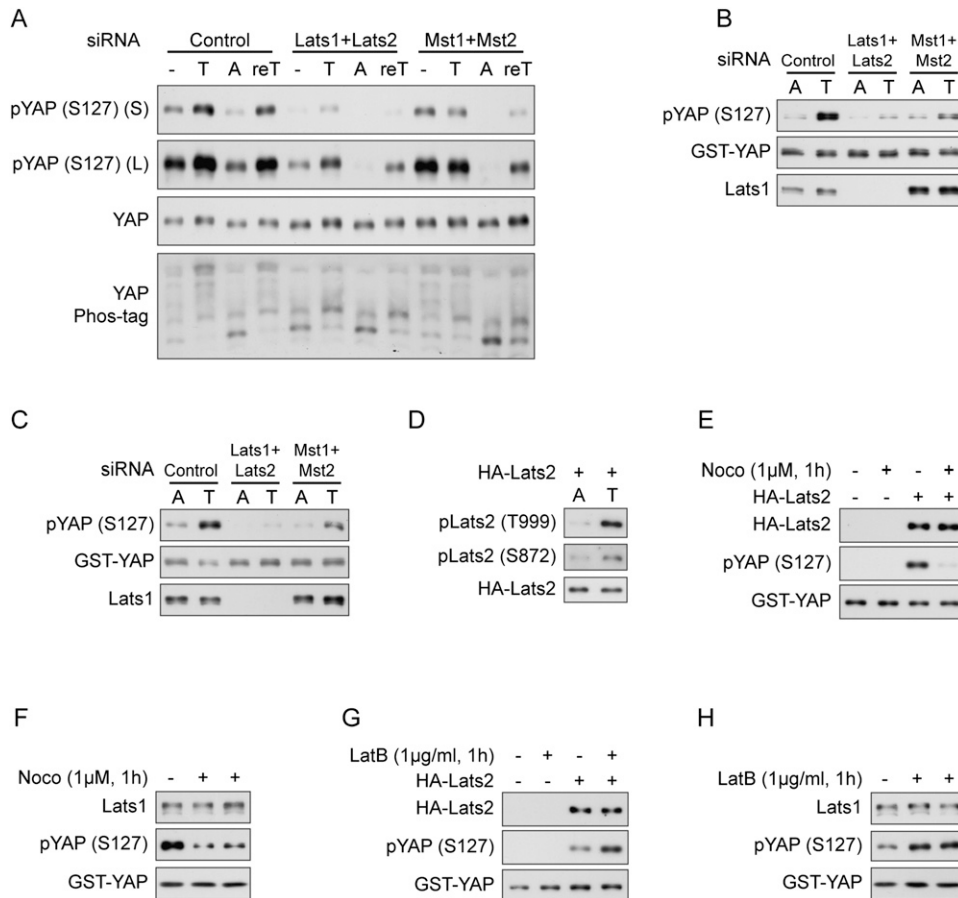 A
siRNA Control Lats1+Lats2 Mst1+Mst2
- T A reT - T A reT - T A reT
pYAP (S127) (S)
pYAP (S127) (L)
YAP
YAP
Phos-tag
B
siRNA Control Lats1+ Lats2 Mst1+ Mst2
A T A T A T
pYAP (S127)
GST-YAP
Lats1
C
siRNA Control Lats1+ Lats2 Mst1+ Mst2
A T A T A T
pYAP (S127)
GST-YAP
Lats1
D
HA-Lats2 + +
A T
pLats2 (T999)
pLats2 (S872)
HA-Lats2
E
Noco (1µM, 1h) - + - +
HA-Lats2 - - + +
HA-Lats2
pYAP (S127)
GST-YAP
F
Noco (1µM, 1h) - + +
Lats1
pYAP (S127)
GST-YAP
G
LatB (1µg/ml, 1h) - + - +
HA-Lats2 - - + +
HA-Lats2
pYAP (S127)
GST-YAP
H
LatB (1µg/ml, 1h) - + +
Lats1
pYAP (S127)
GST-YAP